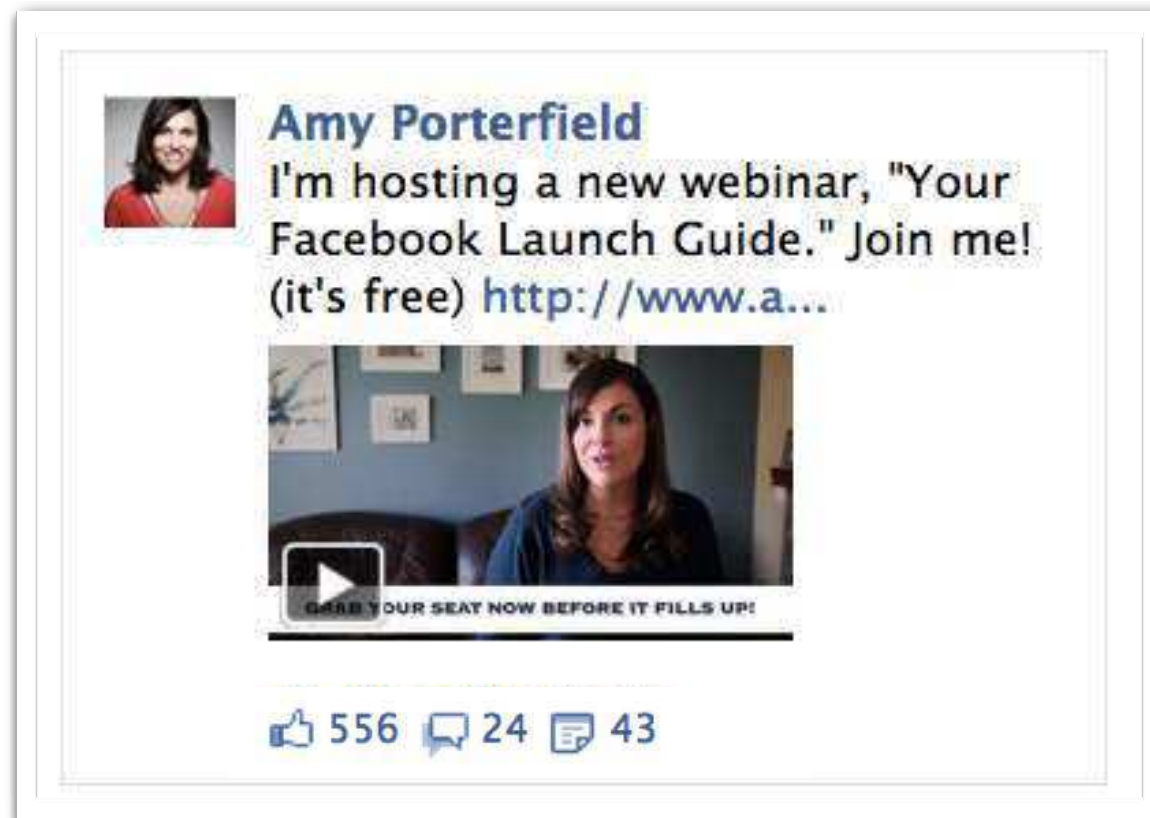 Amy Porterfield
I'm hosting a new webinar, "Your
Facebook Launch Guide." Join me!
(it's free) http://www.a...
GRAB YOUR SEAT NOW BEFORE IT FILLS UP!
556 24 43